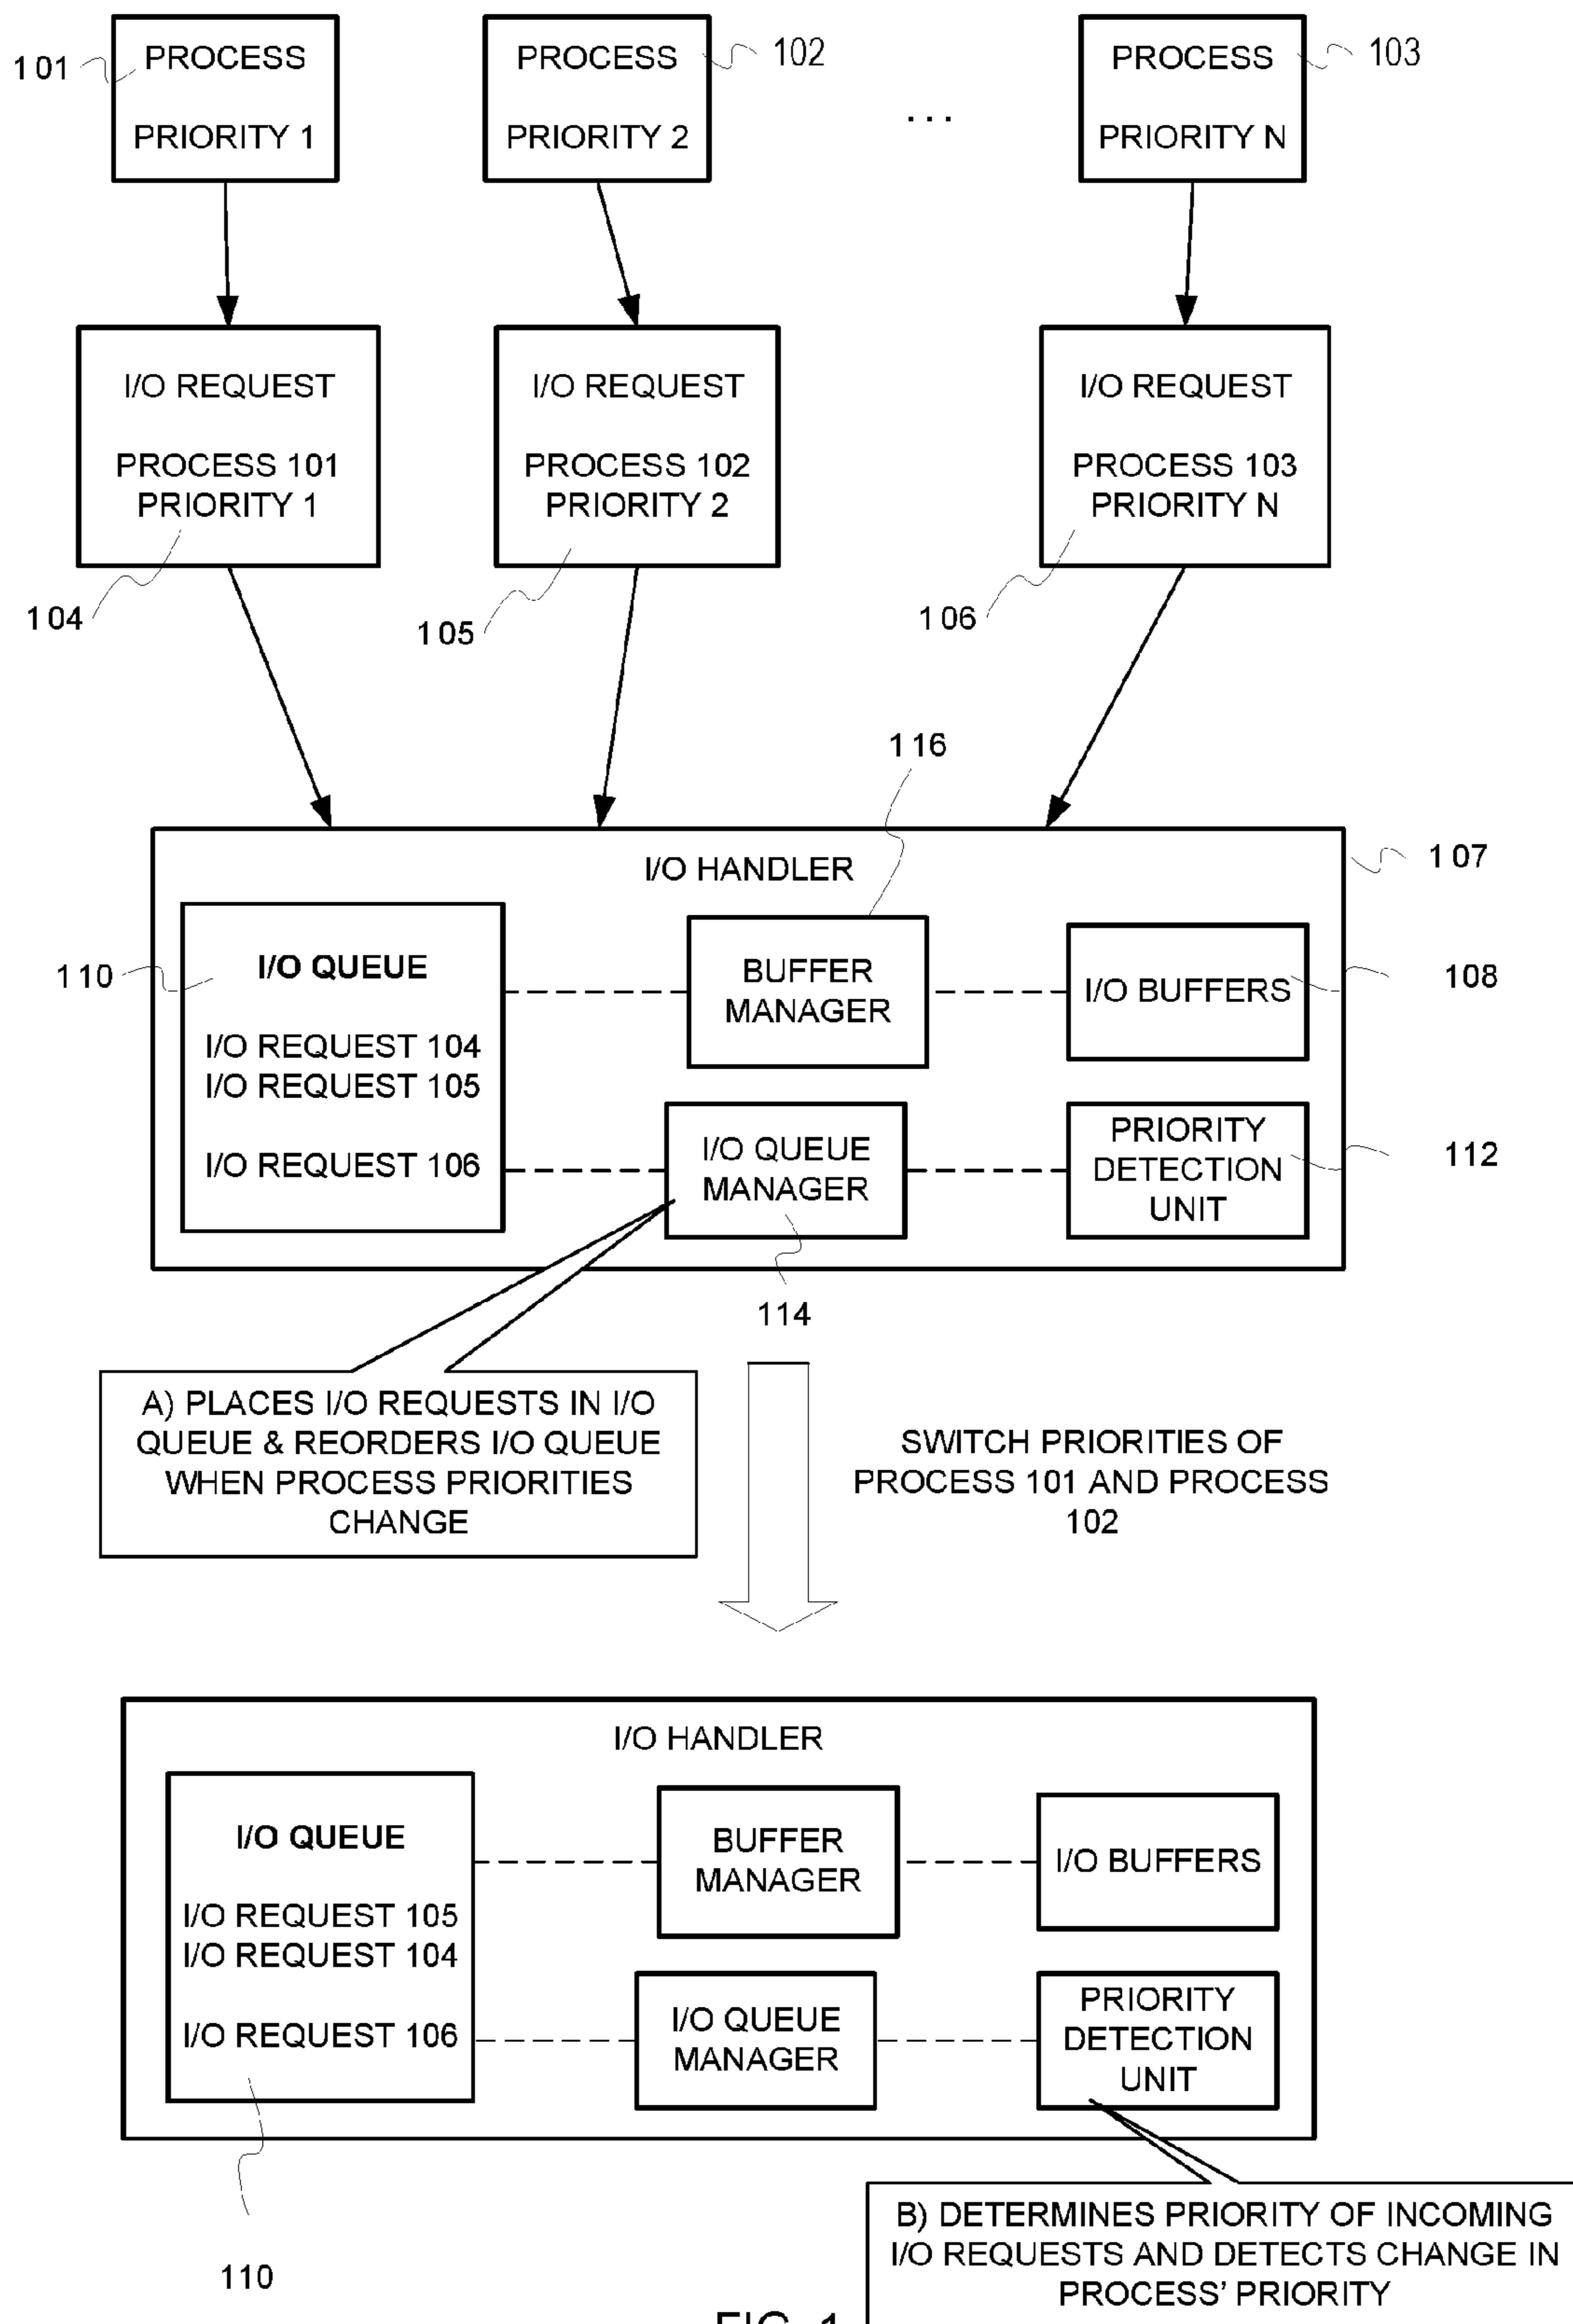 101
PROCESS
PRIORITY 1
PROCESS
PRIORITY 2
102
...
PROCESS
PRIORITY N
103
I/O REQUEST
PROCESS 101
PRIORITY 1
104
I/O REQUEST
PROCESS 102
PRIORITY 2
105
I/O REQUEST
PROCESS 103
PRIORITY N
106
116
107
I/O HANDLER
110
I/O QUEUE
I/O REQUEST 104
I/O REQUEST 105
I/O REQUEST 106
BUFFER
MANAGER
I/O BUFFERS
108
I/O QUEUE
MANAGER
PRIORITY
DETECTION
UNIT
112
114
A) PLACES I/O REQUESTS IN I/O
QUEUE & REORDERS I/O QUEUE
WHEN PROCESS PRIORITIES
CHANGE
SWITCH PRIORITIES OF
PROCESS 101 AND PROCESS
102
I/O HANDLER
I/O QUEUE
I/O REQUEST 105
I/O REQUEST 104
I/O REQUEST 106
BUFFER
MANAGER
I/O BUFFERS
I/O QUEUE
MANAGER
PRIORITY
DETECTION
UNIT
110
B) DETERMINES PRIORITY OF INCOMING
I/O REQUESTS AND DETECTS CHANGE IN
PROCESS' PRIORITY
FIG. 1